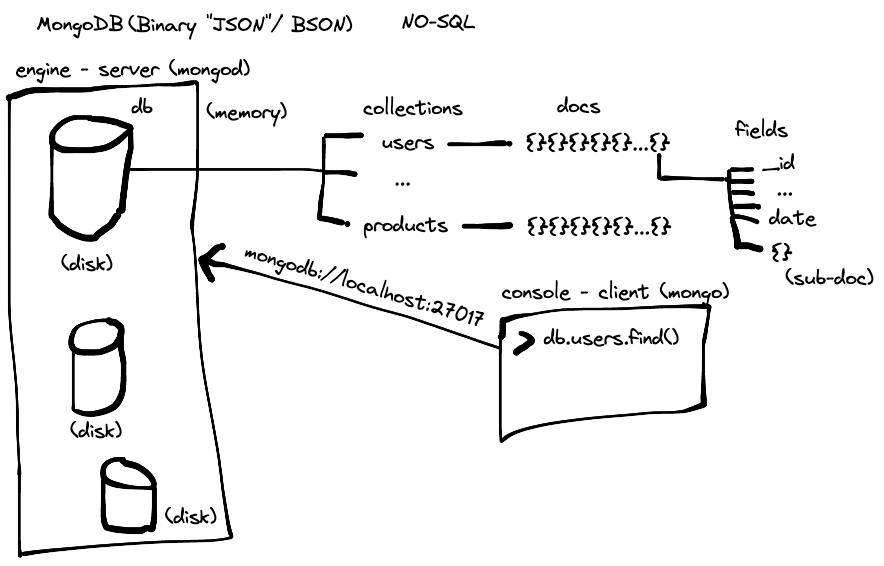 MongoDB (Binary "JSON"/ BSON) NO-SQL
engine - server (mongod)
db
(memory)
collections
docs
fields
users
{}{}{}{}{}{}...{}
_id
...
...
date
products
{}{}{}{}{}{}...{}
{}
(sub-doc)
(disk)
mongodb://localhost:27017
console - client (mongo)
> db.users.find()
(disk)
(disk)